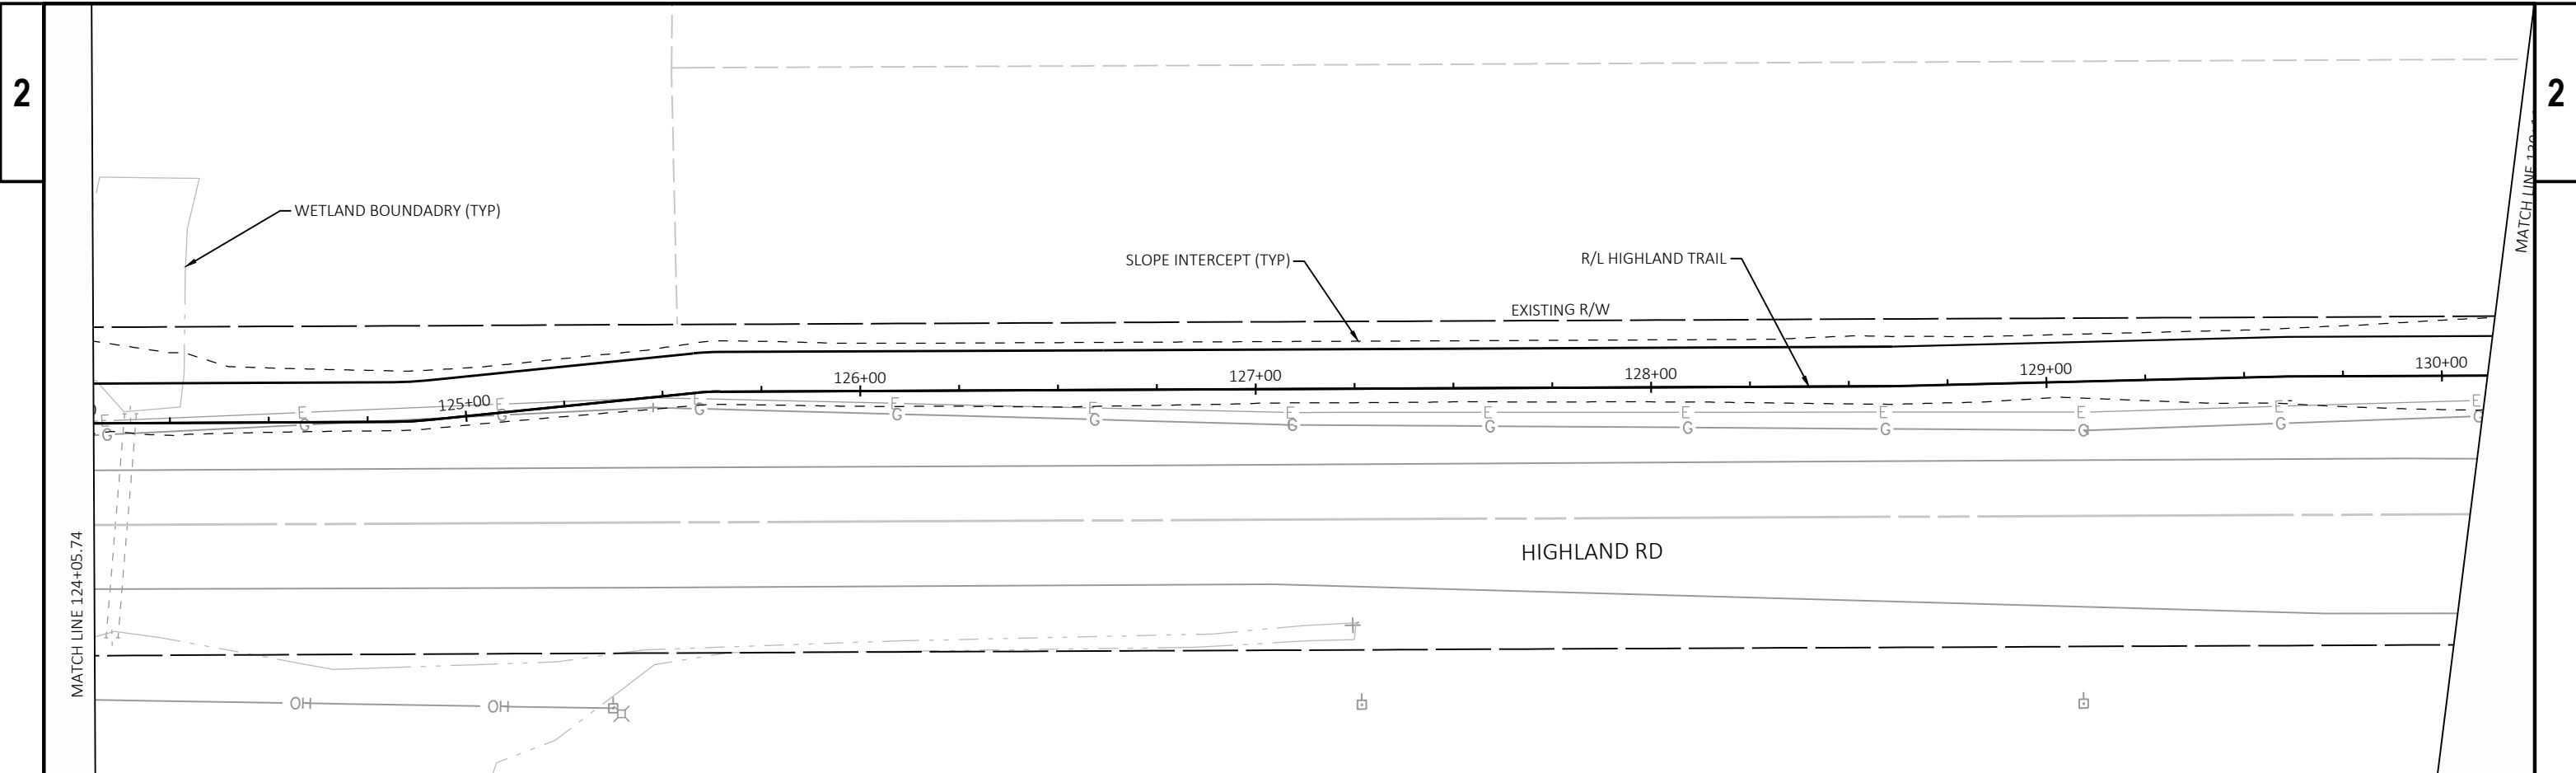 2
2
WETLAND BOUNDADRY (TYP)
SLOPE INTERCEPT (TYP)
R/L HIGHLAND TRAIL
EXISTING R/W
MATCH LINE
125+00
126+00
127+00
128+00
129+00
130+00
E E E E E E E E E E E E E
G G G G G G G G G G G G G
HIGHLAND RD
MATCH LINE 124+05.74
OH OH